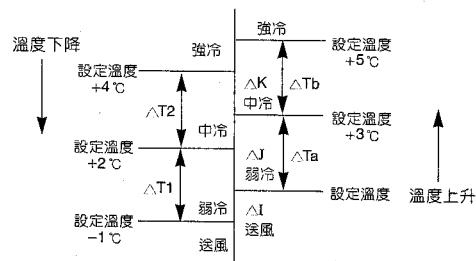 強冷
強冷
溫度下降
設定溫度
+5℃
設定溫度
+4℃
△K
△Tb
中冷
△T2
中冷
設定溫度
+3℃
設定溫度
+2℃
△J
△Ta
弱冷
△T1
設定溫度
溫度上升
弱冷
△I
設定溫度
-1℃
送風
送風